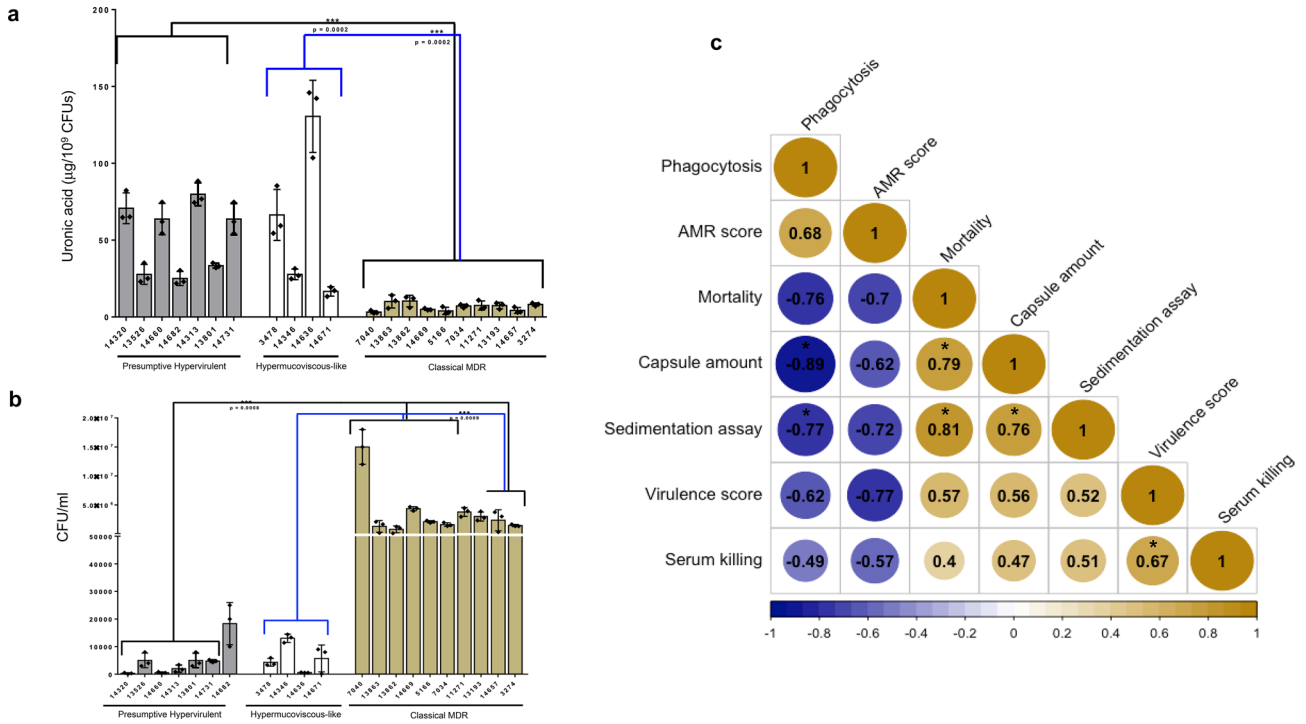 a
200
150
100
50
0
Uronic acid (µg/10⁹ CFUs)
***
p = 0.0002
***
p = 0.0002
14320 13526 14660 14682 14313 13801 14731
3478 14346 14636 14671
7040 13863 13862 14669 5166 7034 11271 13193 14657 3274
Presumptive Hypervirulent
Hypermucoviscous-like
Classical MDR
b
50000
40000
30000
20000
10000
0
CFU/ml
***
***
14320 13526 14660 14313 13801 14731 14682
3478 14346 14636 14671
7040 13863 13862 14669 5166 7034 11271 13193 14657 3274
Presumptive Hypervirulent
Hypermucoviscous-like
Classical MDR
c
Phagocytosis
AMR score
Mortality
Capsule amount
Sedimentation assay
Virulence score
Serum killing
Phagocytosis 1
AMR score 0.68 1
Mortality -0.76 -0.7 1
* *
Capsule amount -0.89 -0.62 0.79 1
* * *
Sedimentation assay -0.77 -0.72 0.81 0.76 1
Virulence score -0.62 -0.77 0.57 0.56 0.52 1
*
Serum killing -0.49 -0.57 0.4 0.47 0.51 0.67 1
-1 -0.8 -0.6 -0.4 -0.2 0 0.2 0.4 0.6 0.8 1